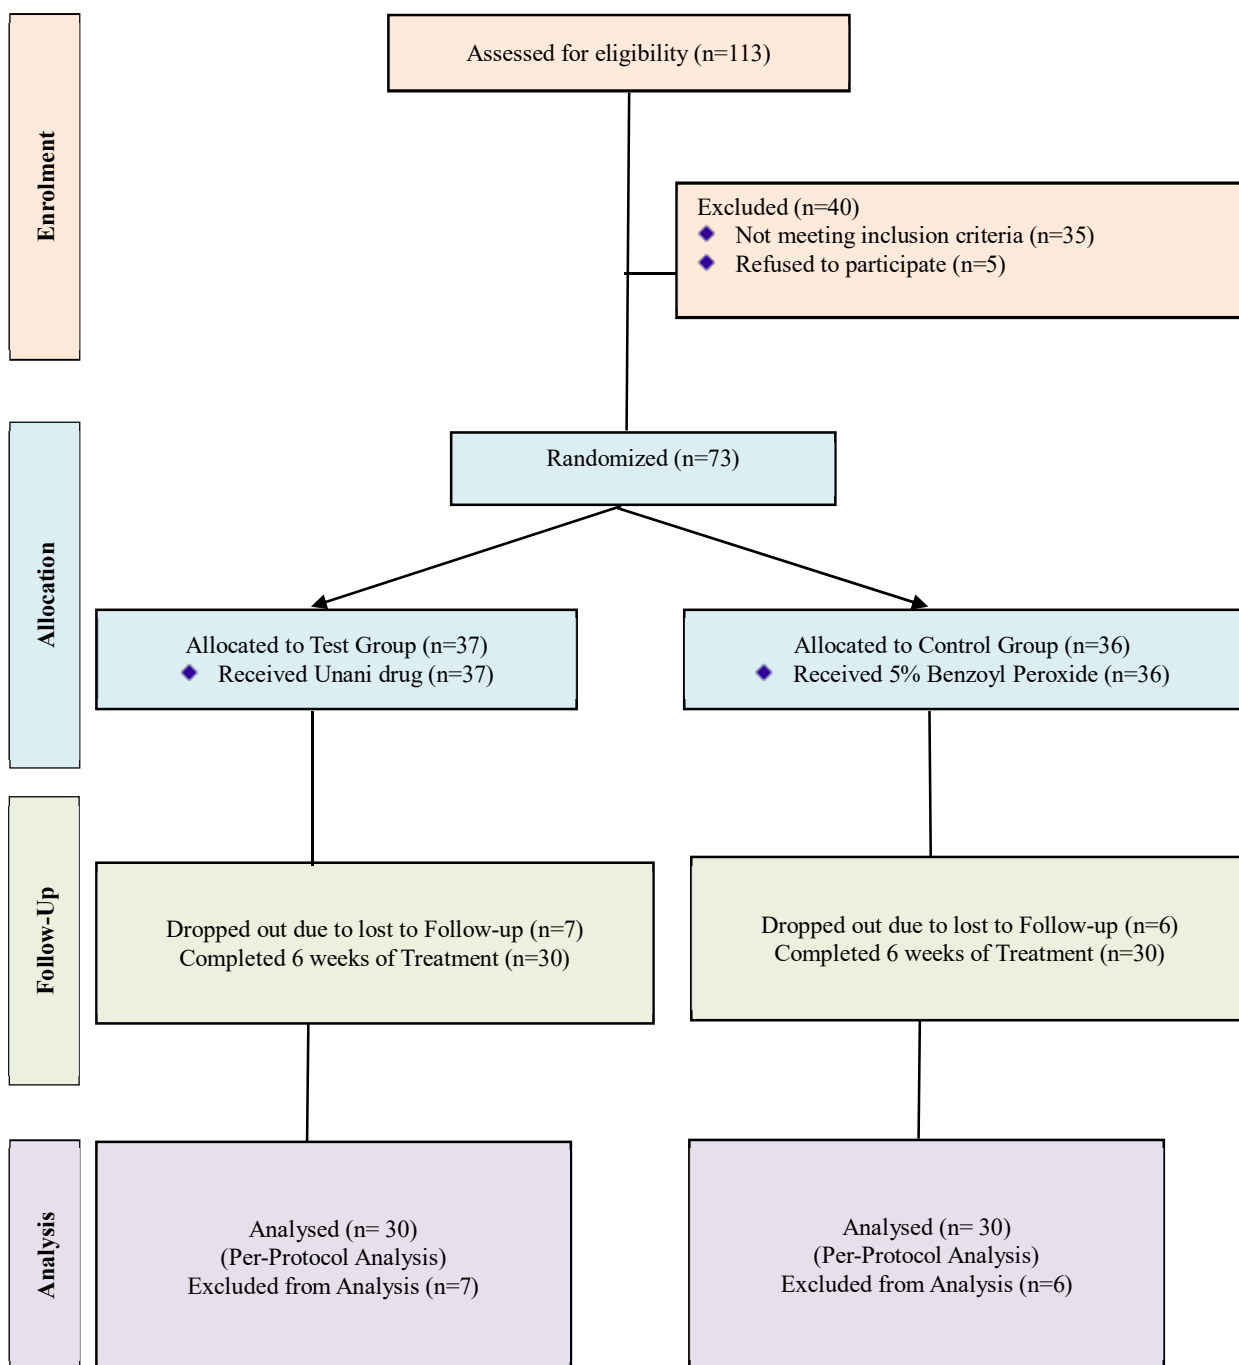 Enrolment
Assessed for eligibility (n=113)
Excluded (n=40)
Not meeting inclusion criteria (n=35)
Refused to participate (n=5)
Allocation
Randomized (n=73)
Allocated to Test Group (n=37)
Received Unani drug (n=37)
Allocated to Control Group (n=36)
Received 5% Benzoyl Peroxide (n=36)
Follow-Up
Dropped out due to lost to Follow-up (n=7)
Completed 6 weeks of Treatment (n=30)
Dropped out due to lost to Follow-up (n=6)
Completed 6 weeks of Treatment (n=30)
Analysis
Analysed (n= 30)
(Per-Protocol Analysis)
Excluded from Analysis (n=7)
Analysed (n= 30)
(Per-Protocol Analysis)
Excluded from Analysis (n=6)